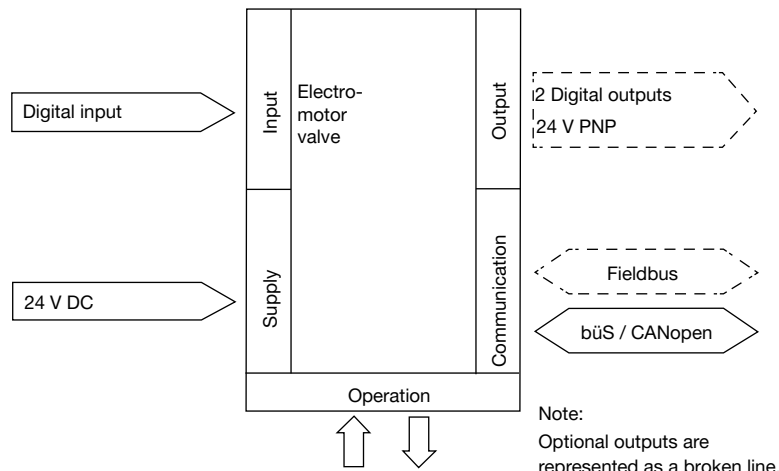 Digital input
24 V DC
Input
Supply
Electro-
motor
valve
Output
Communication
2 Digital outputs
24 V PNP
Fieldbus
büS / CANopen
Operation
Note:
Optional outputs are
represented as a broken line